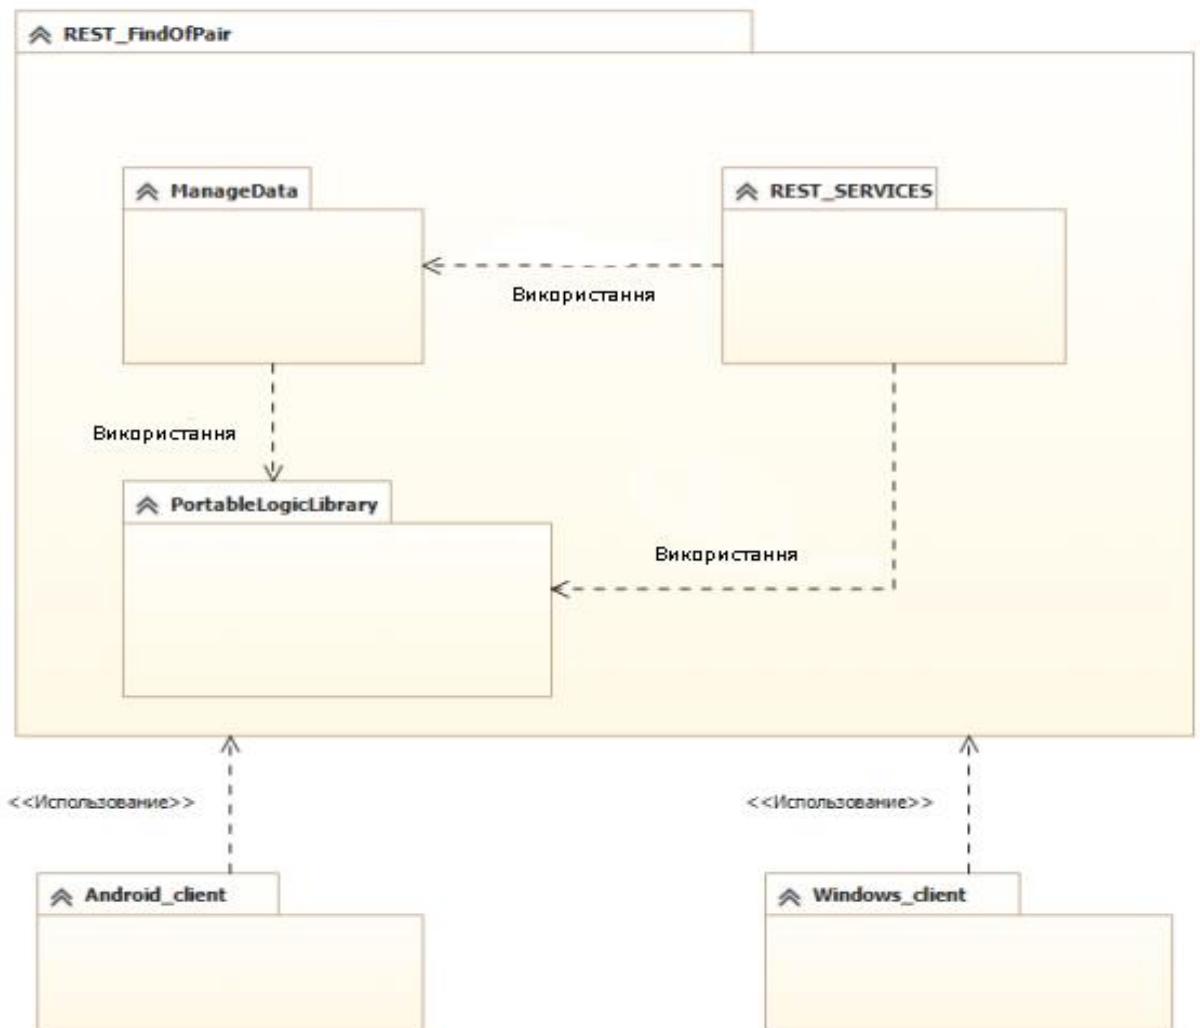 REST_FindOfPair
ManageData
REST_SERVICES
Використання
Використання
PortableLogicLibrary
Використання
<<Использование>>
<<Использование>>
Android_client
Windows_client